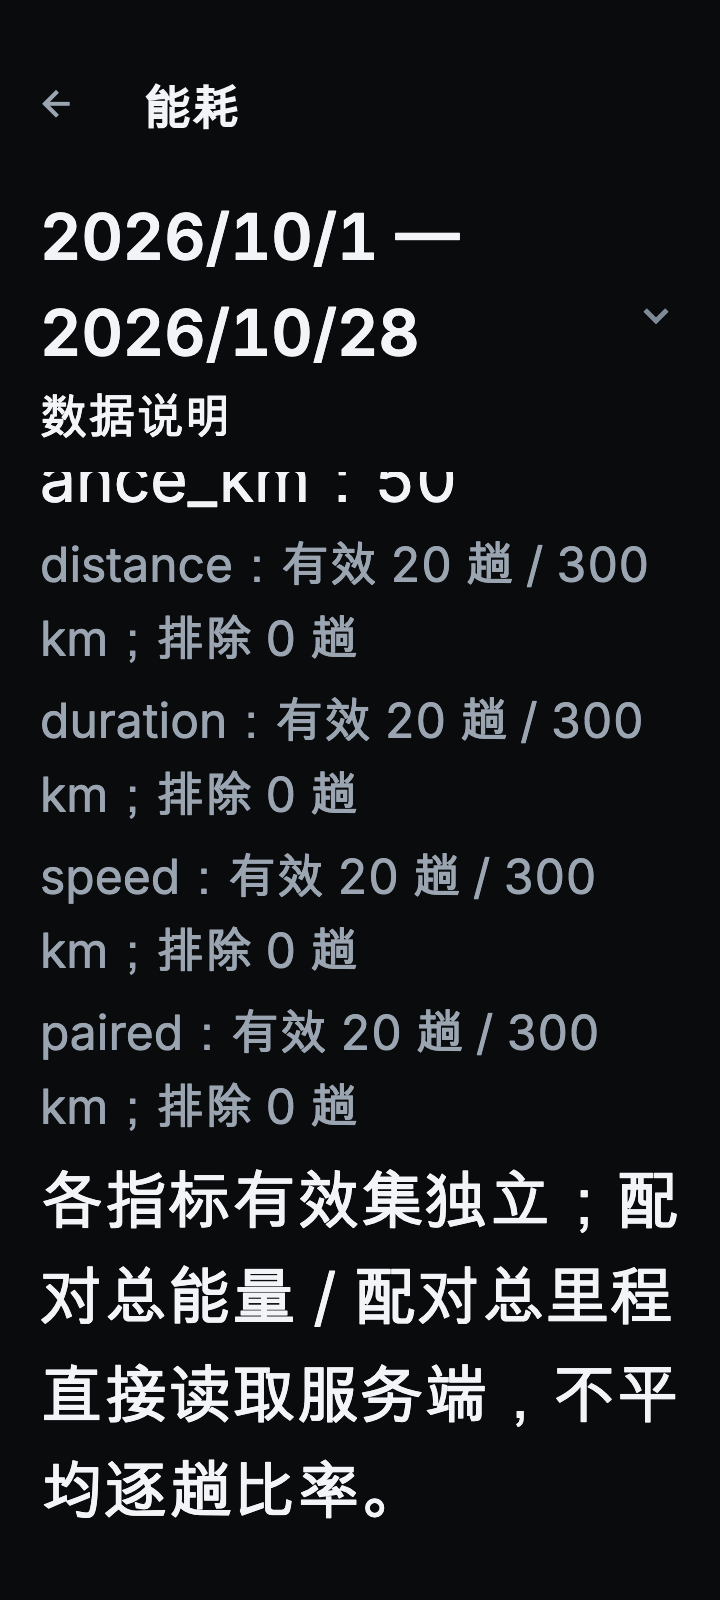 能耗
2026/10/1 —
2026/10/28
数据说明
ance_km：50
distance：有效 20 趟 / 300
km；排除 0 趟
duration：有效 20 趟 / 300
km；排除 0 趟
speed：有效 20 趟 / 300
km；排除 0 趟
paired：有效 20 趟 / 300
km；排除 0 趟
各指标有效集独立；配
对总能量 / 配对总里程
直接读取服务端，不平
均逐趟比率。